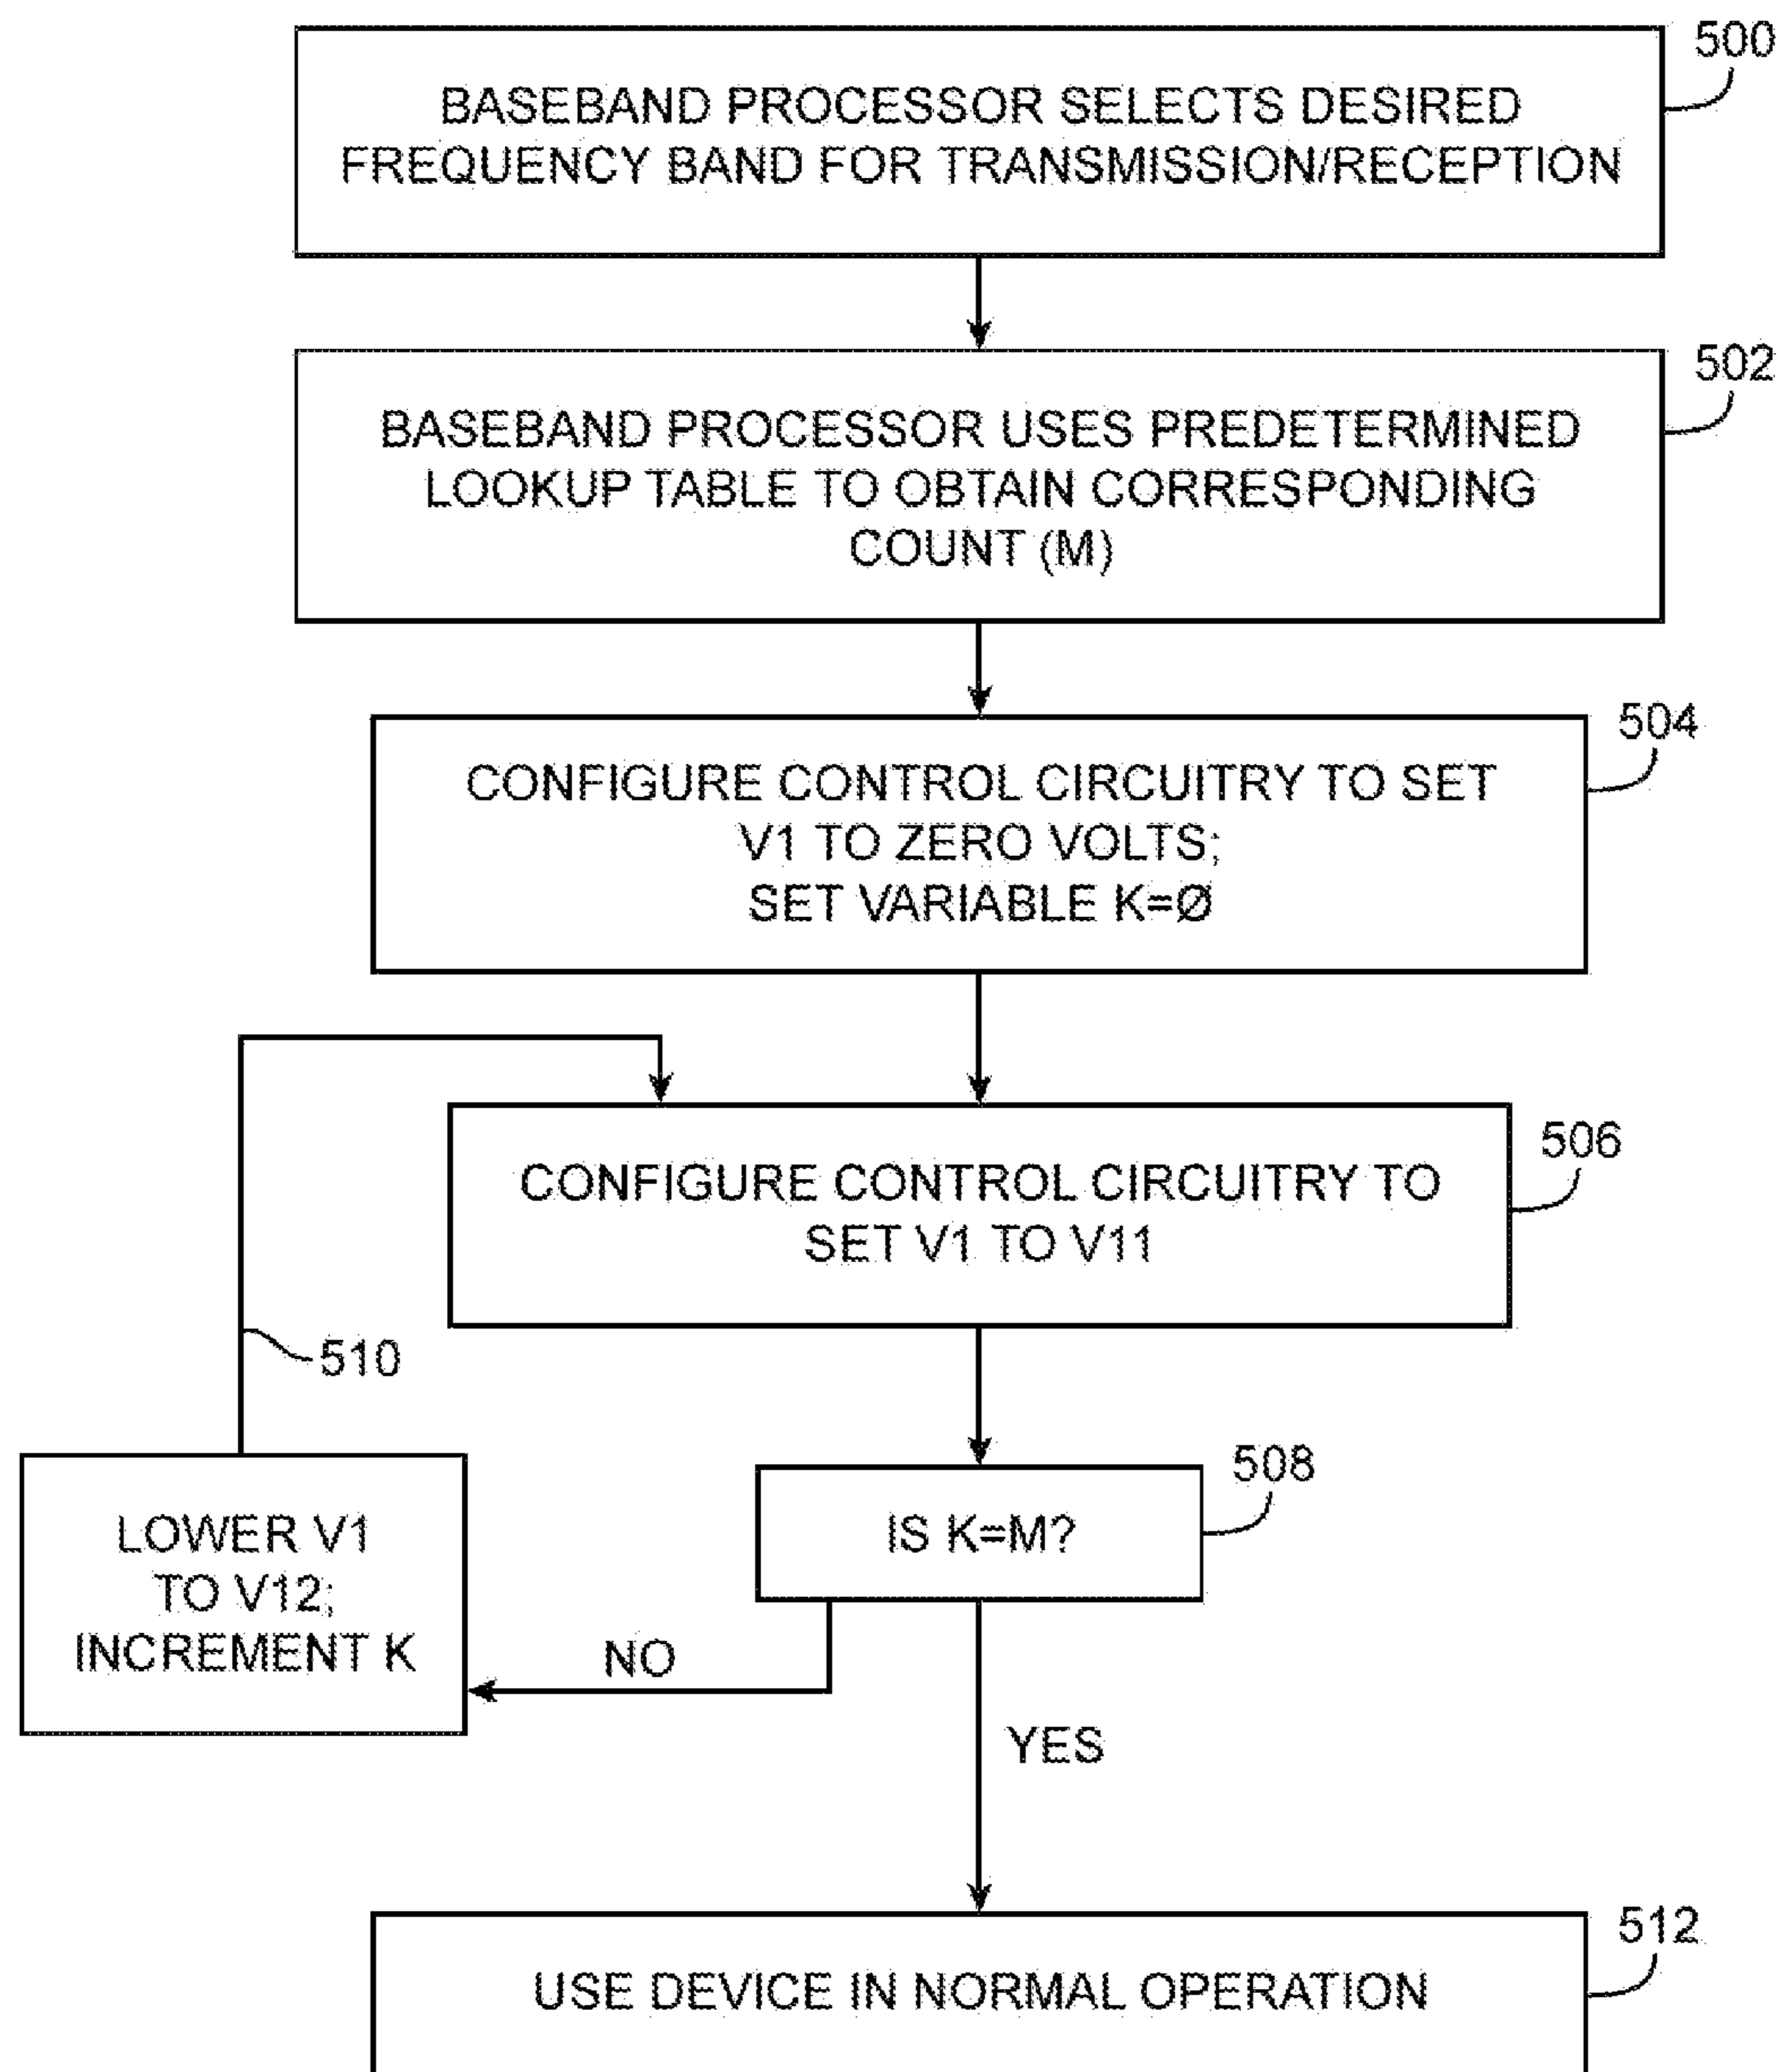 500
BASEBAND PROCESSOR SELECTS DESIRED
FREQUENCY BAND FOR TRANSMISSION/RECEPTION
502
BASEBAND PROCESSOR USES PREDETERMINED
LOOKUP TABLE TO OBTAIN CORRESPONDING
COUNT (M)
504
CONFIGURE CONTROL CIRCUITRY TO SET
V1 TO ZERO VOLTS;
SET VARIABLE K=Ø
506
CONFIGURE CONTROL CIRCUITRY TO
SET V1 TO V11
510
508
IS K=M?
LOWER V1
TO V12;
INCREMENT K
NO
YES
512
USE DEVICE IN NORMAL OPERATION